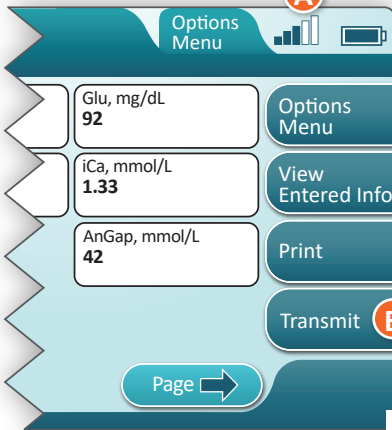 A
Options
Menu
Glu, mg/dL
92
Options
Menu
iCa, mmol/L
1.33
View
Entered Info
AnGap, mmol/L
42
Print
Transmit
Page